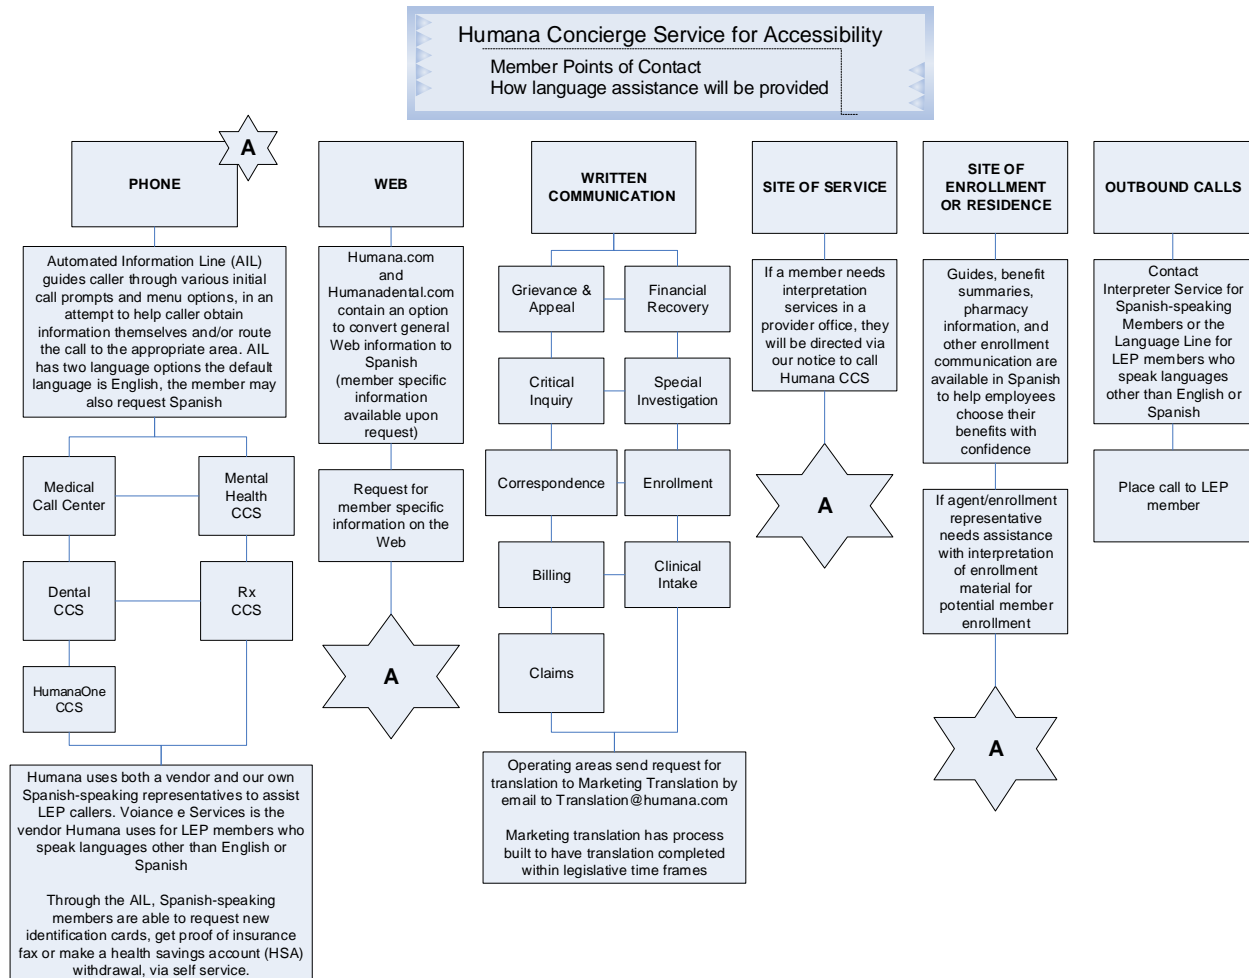 Humana Concierge Service for Accessibility
Member Points of Contact
How language assistance will be provided
A
PHONE
Automated Information Line (AIL)
guides caller through various initial
call prompts and menu options, in an
attempt to help caller obtain
information themselves and/or route
the call to the appropriate area. AIL
has two language options the default
language is English, the member may
also request Spanish
Medical
Call Center
Mental
Health
CCS
Dental
CCS
Rx
CCS
HumanaOne
CCS
Humana uses both a vendor and our own
Spanish-speaking representatives to assist
LEP callers. Voiance e Services is the
vendor Humana uses for LEP members who
speak languages other than English or
Spanish
Through the AIL, Spanish-speaking
members are able to request new
identification cards, get proof of insurance
fax or make a health savings account (HSA)
withdrawal, via self service.
WEB
Humana.com
and
Humanadental.com
contain an option
to convert general
Web information to
Spanish
(member specific
information
available upon
request)
Request for
member specific
information on the
Web
A
WRITTEN
COMMUNICATION
Grievance &
Appeal
Financial
Recovery
Critical
Inquiry
Special
Investigation
Correspondence
Enrollment
Billing
Clinical
Intake
Claims
Operating areas send request for
translation to Marketing Translation by
email to Translation@humana.com
Marketing translation has process
built to have translation completed
within legislative time frames
SITE OF SERVICE
If a member needs
interpretation
services in a
provider office, they
will be directed via
our notice to call
Humana CCS
A
SITE OF
ENROLLMENT
OR RESIDENCE
Guides, benefit
summaries,
pharmacy
information, and
other enrollment
communication are
available in Spanish
to help employees
choose their
benefits with
confidence
If agent/enrollment
representative
needs assistance
with interpretation
of enrollment
material for
potential member
enrollment
A
OUTBOUND CALLS
Contact
Interpreter Service for
Spanish-speaking
Members or the
Language Line for
LEP members who
speak languages
other than English or
Spanish
Place call to LEP
member